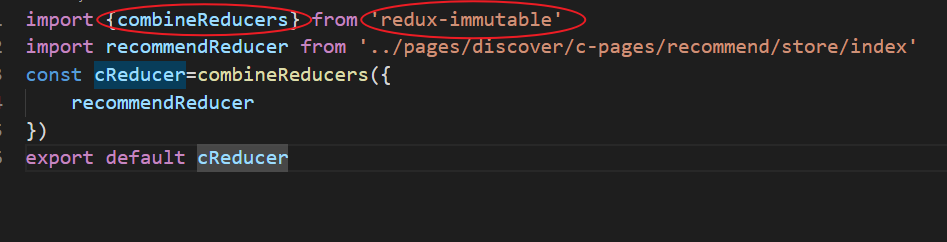 import {combineReducers} from 'redux-immutable'
import recommendReducer from '../pages/discover/c-pages/recommend/store/index'
const cReducer=combineReducers({
recommendReducer
})
export default cReducer